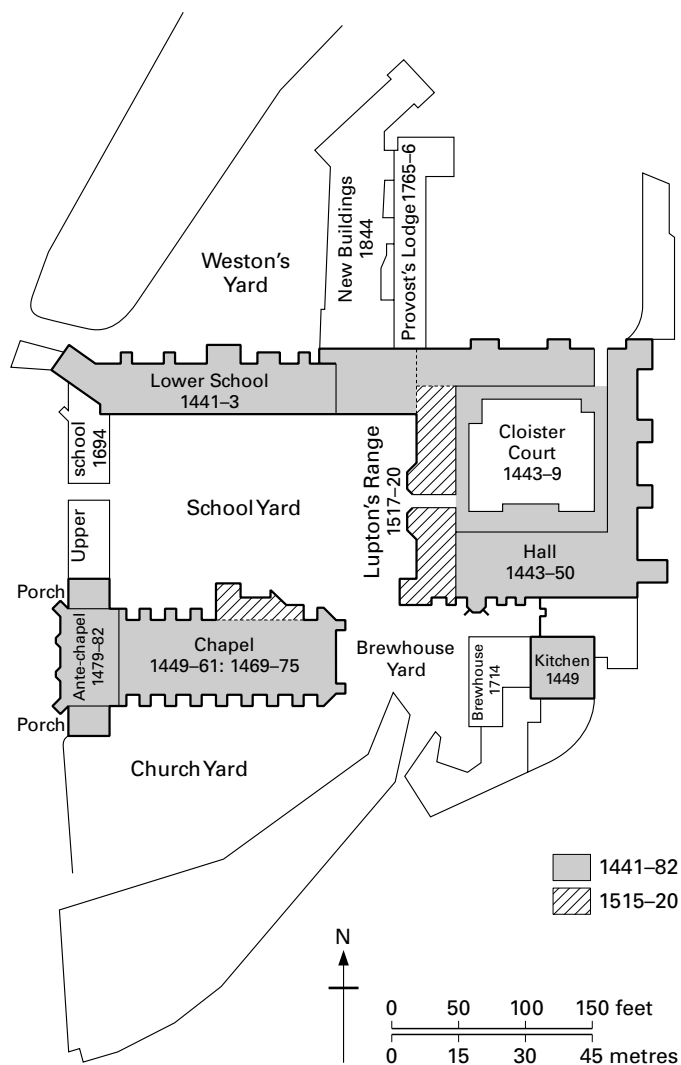 Weston's
Yard
New Buildings
1844
Provost's Lodge 1765–6
Lower School
1441–3
school
1694
Upper
School Yard
Lupton's Range
1517–20
Cloister
Court
1443–9
Hall
1443–50
Porch
Ante-chapel
1479–82
Chapel
1449–61: 1469–75
Porch
Brewhouse
Yard
Brewhouse
1714
Kitchen
1449
Church Yard
1441–82
1515–20
N
0 50 100 150 feet
0 15 30 45 metres